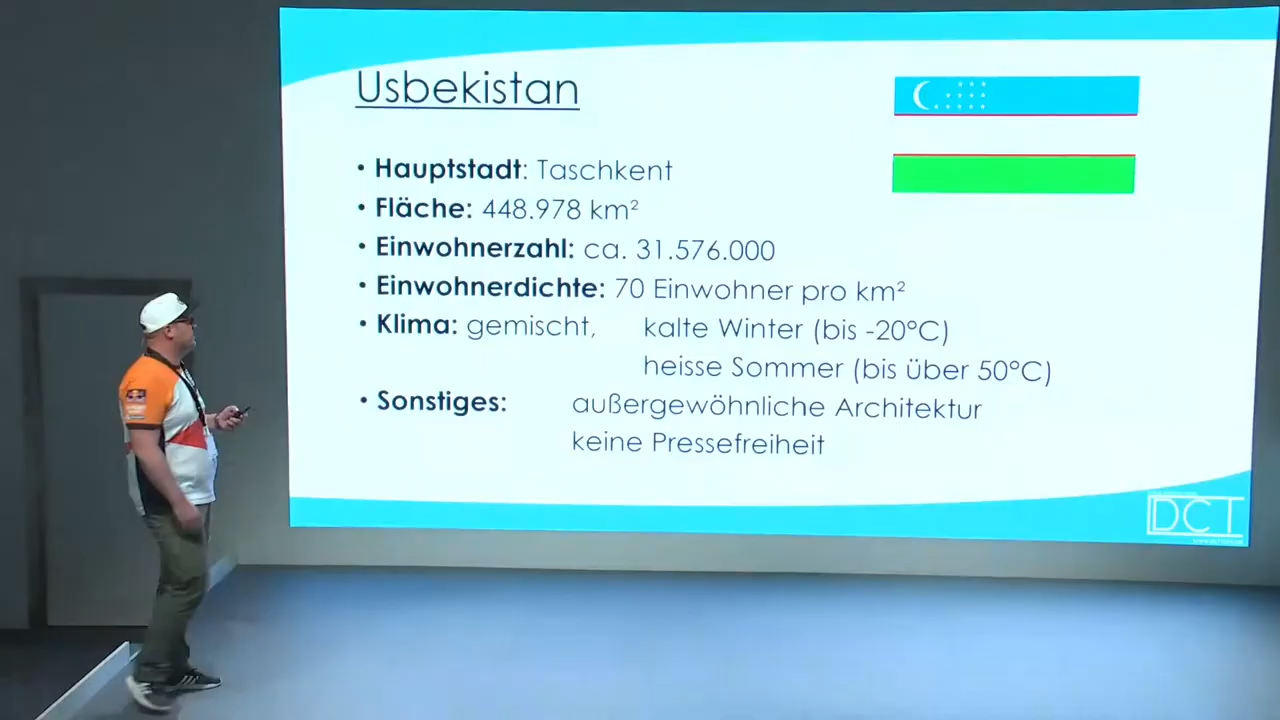 Usbekistan
• Hauptstadt: Taschkent
• Fläche: 448.978 km²
• Einwohnerzahl: ca. 31.576.000
• Einwohnerdichte: 70 Einwohner pro km²
• Klima: gemischt, kalte Winter (bis -20°C)
heisse Sommer (bis über 50°C)
• Sonstiges: außergewöhnliche Architektur
keine Pressefreiheit
DCT